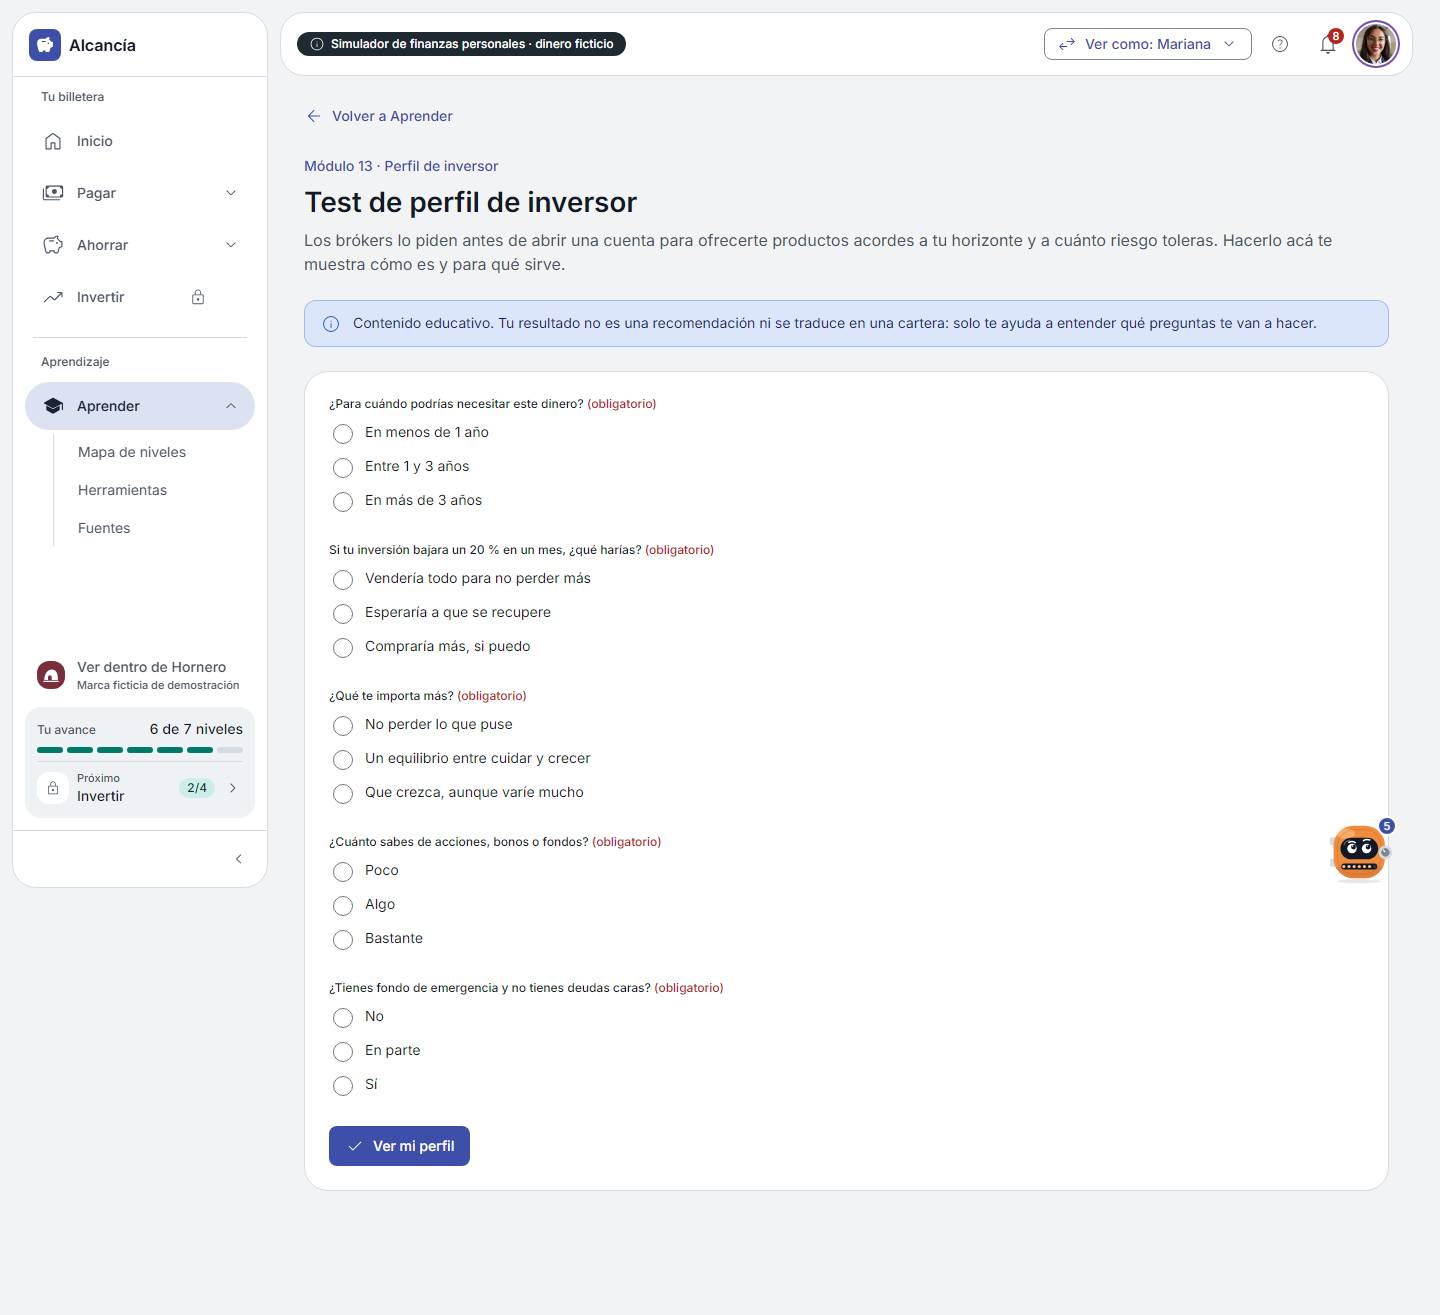 Alcancía
Tu billetera
Inicio
Pagar
Ahorrar
Invertir
Aprendizaje
Aprender
Mapa de niveles
Herramientas
Fuentes
Ver dentro de Hornero
Marca ficticia de demostración
Tu avance
6 de 7 niveles
Próximo
Invertir
2/4
Simulador de finanzas personales · dinero ficticio
Ver como: Mariana
8
Volver a Aprender
Módulo 13 · Perfil de inversor
Test de perfil de inversor
Los brókers lo piden antes de abrir una cuenta para ofrecerte productos acordes a tu horizonte y a cuánto riesgo toleras. Hacerlo acá te
muestra cómo es y para qué sirve.
Contenido educativo. Tu resultado no es una recomendación ni se traduce en una cartera: solo te ayuda a entender qué preguntas te van a hacer.
¿Para cuándo podrías necesitar este dinero? (obligatorio)
En menos de 1 año
Entre 1 y 3 años
En más de 3 años
Si tu inversión bajara un 20 % en un mes, ¿qué harías? (obligatorio)
Vendería todo para no perder más
Esperaría a que se recupere
Compraría más, si puedo
¿Qué te importa más? (obligatorio)
No perder lo que puse
Un equilibrio entre cuidar y crecer
Que crezca, aunque varíe mucho
¿Cuánto sabes de acciones, bonos o fondos? (obligatorio)
Poco
Algo
Bastante
¿Tienes fondo de emergencia y no tienes deudas caras? (obligatorio)
No
En parte
Sí
Ver mi perfil
5